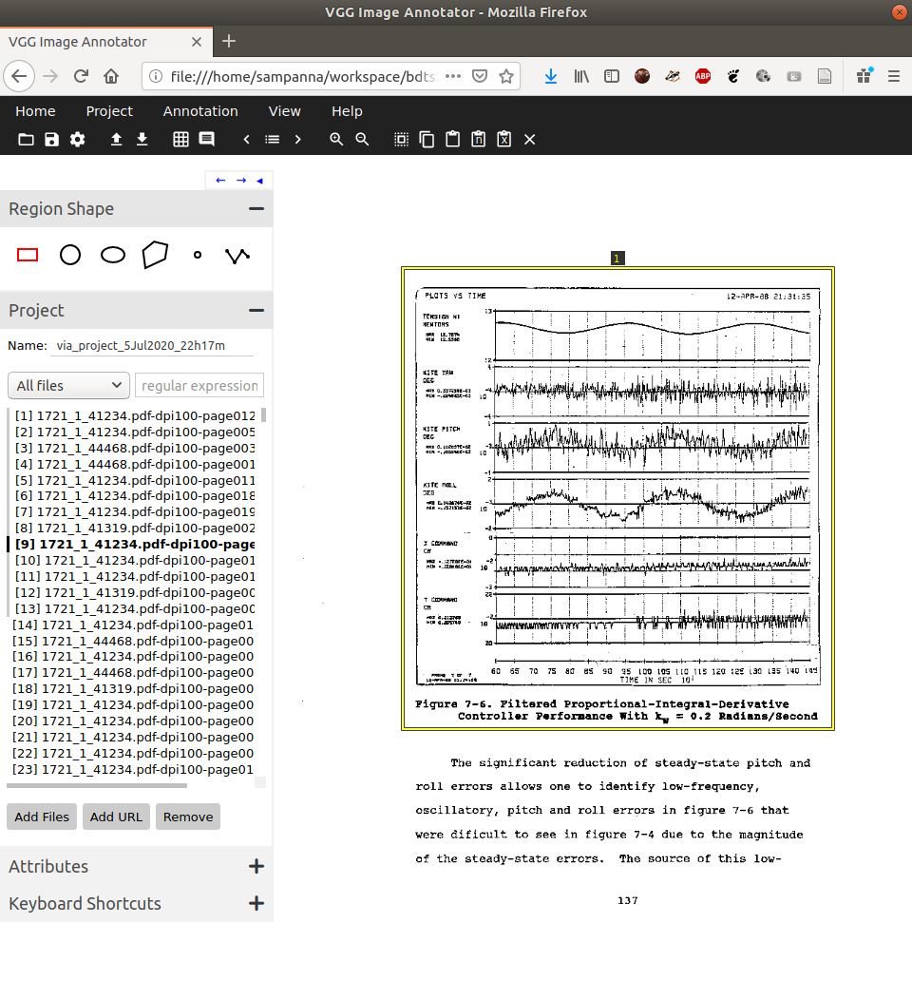 VGG Image Annotator - Mozilla Firefox
VGG Image Annotator
file:///home/sampanna/workspace/bdts
ABP
Home Project Annotation View Help
Region Shape
Project
Name: via_project_5Jul2020_22h17m
All files regular expression
[1] 1721_1_41234.pdf-dpi100-page012
[2] 1721_1_41234.pdf-dpi100-page005
[3] 1721_1_44468.pdf-dpi100-page003
[4] 1721_1_44468.pdf-dpi100-page001
[5] 1721_1_41234.pdf-dpi100-page011
[6] 1721_1_41234.pdf-dpi100-page018
[7] 1721_1_41234.pdf-dpi100-page019
[8] 1721_1_41319.pdf-dpi100-page002
[9] 1721_1_41234.pdf-dpi100-page
[10] 1721_1_41234.pdf-dpi100-page01
[11] 1721_1_41234.pdf-dpi100-page01
[12] 1721_1_41319.pdf-dpi100-page00
[13] 1721_1_41234.pdf-dpi100-page00
[14] 1721_1_41234.pdf-dpi100-page01
[15] 1721_1_44468.pdf-dpi100-page00
[16] 1721_1_41234.pdf-dpi100-page00
[17] 1721_1_44468.pdf-dpi100-page00
[18] 1721_1_41319.pdf-dpi100-page00
[19] 1721_1_41234.pdf-dpi100-page00
[20] 1721_1_41234.pdf-dpi100-page00
[21] 1721_1_41234.pdf-dpi100-page00
[22] 1721_1_41234.pdf-dpi100-page00
[23] 1721_1_41234.pdf-dpi100-page01
Add Files Add URL Remove
Attributes
Keyboard Shortcuts
1
PLOTS VS TIME 12-APR-88 21:31:35
TENSION
NEWTONS
13
12
KITE YAW
DEG
KITE PITCH
DEG
KITE ROLL
DEG
COMMAND
CM
COMMAND
CM
60 65 70 75 80 85 90 95 100 105 110 115 120 125 130 135 140 145
TIME IN SEC 10
Figure 7-6. Filtered Proportional-Integral-Derivative
Controller Performance With kw = 0.2 Radians/Second
The significant reduction of steady-state pitch and
roll errors allows one to identify low-frequency,
oscillatory, pitch and roll errors in figure 7-6 that
were dificult to see in figure 7-4 due to the magnitude
of the steady-state errors. The source of this low-
137